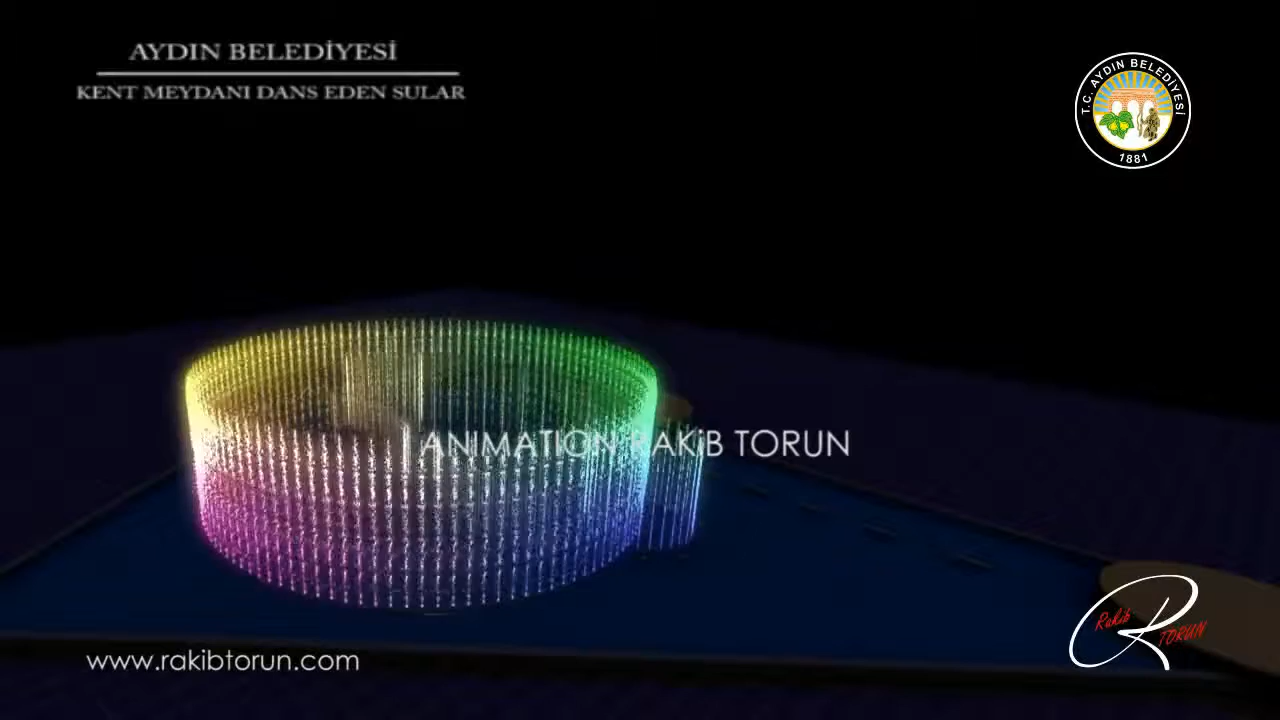 AYDIN BELEDİYESİ
KENT MEYDANI DANS EDEN SULAR
T.C. AYDIN BELEDİYESİ
1881
ANIMATION RAKiB TORUN
www.rakibtorun.com
Rakib
R
TORUN